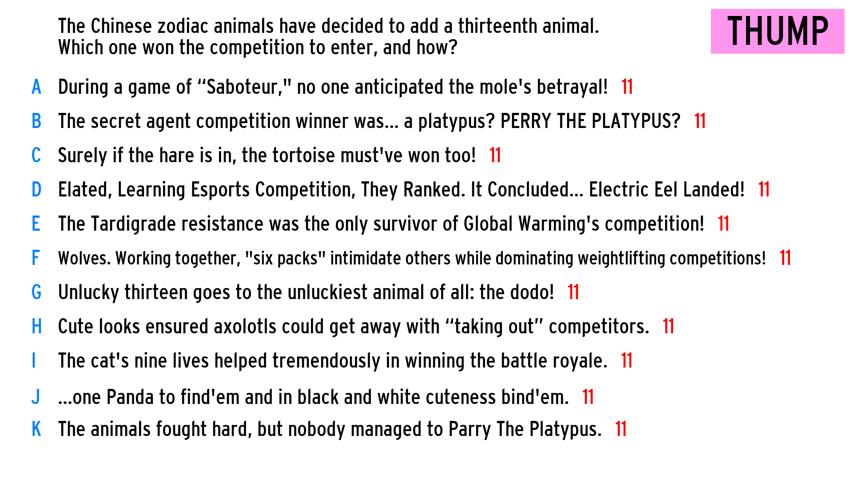 The Chinese zodiac animals have decided to add a thirteenth animal.
Which one won the competition to enter, and how?
THUMP
A During a game of “Saboteur," no one anticipated the mole's betrayal! 11
B The secret agent competition winner was... a platypus? PERRY THE PLATYPUS? 11
C Surely if the hare is in, the tortoise must've won too! 11
D Elated, Learning Esports Competition, They Ranked. It Concluded... Electric Eel Landed! 11
E The Tardigrade resistance was the only survivor of Global Warming's competition! 11
F Wolves. Working together, "six packs" intimidate others while dominating weightlifting competitions! 11
G Unlucky thirteen goes to the unluckiest animal of all: the dodo! 11
H Cute looks ensured axolotls could get away with “taking out” competitors. 11
I The cat's nine lives helped tremendously in winning the battle royale. 11
J ...one Panda to find'em and in black and white cuteness bind'em. 11
K The animals fought hard, but nobody managed to Parry The Platypus. 11